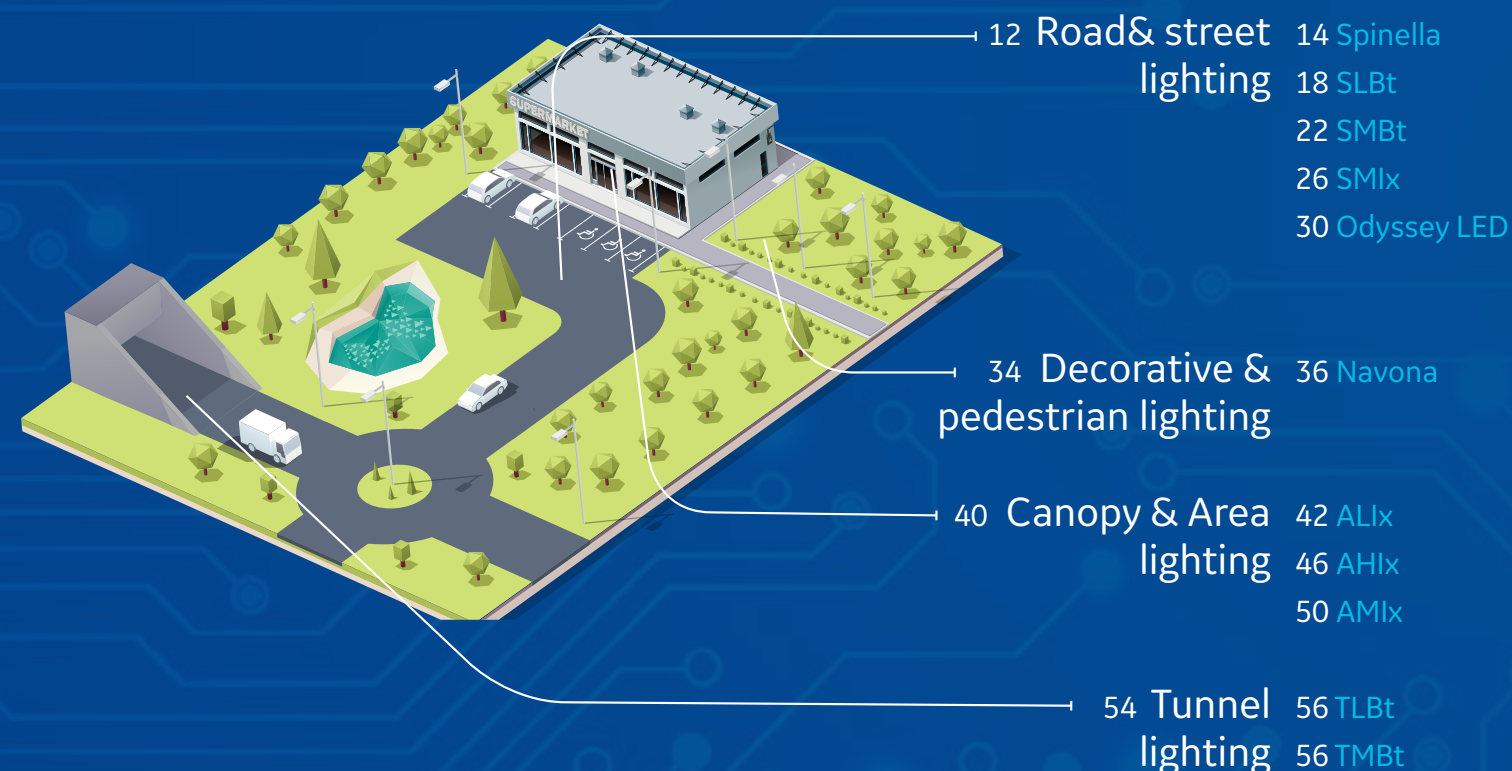 SUPERMARKET
12 Road& street
lighting
14 Spinella
18 SLBt
22 SMBt
26 SMIx
30 Odyssey LED
34 Decorative &
pedestrian lighting
36 Navona
40 Canopy & Area
lighting
42 ALIx
46 AHIx
50 AMIx
54 Tunnel
lighting
56 TLBt
56 TMBt